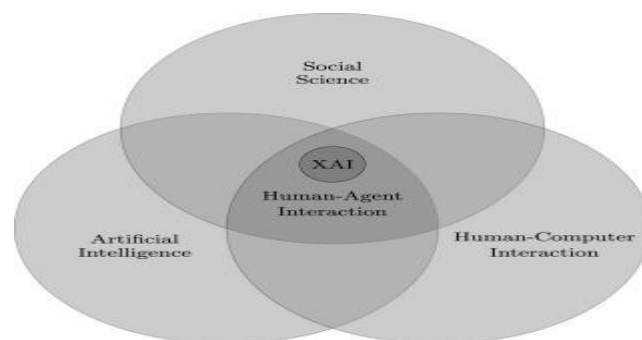 Social
Science
XAI
Human-Agent
Interaction
Artificial
Intelligence
Human-Computer
Interaction